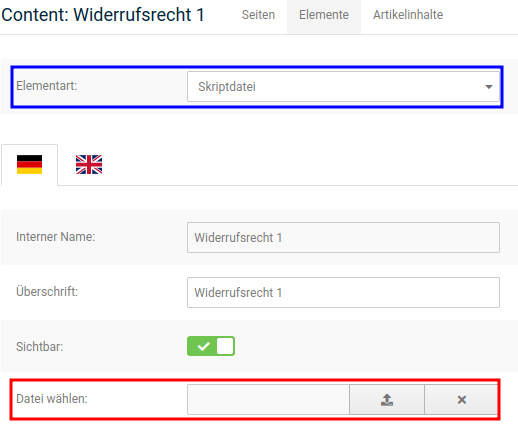 Content: Widerrufsrecht 1 Seiten Elemente Artikelinhalte
Elementart: Skriptdatei
Interner Name: Widerrufsrecht 1
Überschrift: Widerrufsrecht 1
Sichtbar:
Datei wählen: